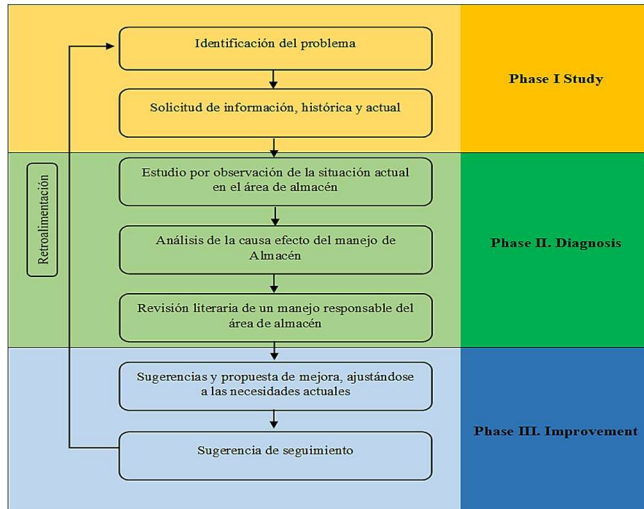 Identificación del problema
Phase I Study
Solicitud de información, histórica y actual
Estudio por observación de la situación actual
en el área de almacén
Retroalimentación
Análisis de la causa efecto del manejo de
Almacén
Phase II. Diagnosis
Revisión literaria de un manejo responsable del
área de almacén
Sugerencias y propuesta de mejora, ajustándose
a las necesidades actuales
Phase III. Improvement
Sugerencia de seguimiento